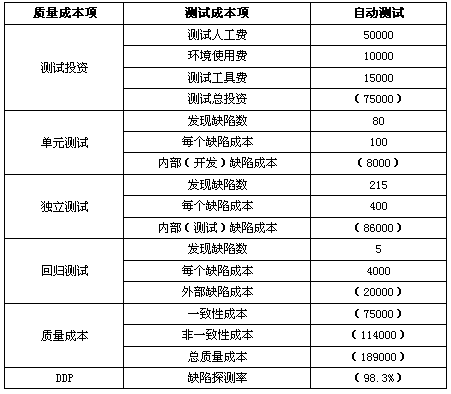 质量成本项 测试成本项 自动测试
测试投资 测试人工费 50000
环境使用费 10000
测试工具费 15000
测试总投资 （75000）
单元测试 发现缺陷数 80
每个缺陷成本 100
内部（开发）缺陷成本 （8000）
独立测试 发现缺陷数 215
每个缺陷成本 400
内部（测试）缺陷成本 （86000）
回归测试 发现缺陷数 5
每个缺陷成本 4000
外部缺陷成本 （20000）
质量成本 一致性成本 （75000）
非一致性成本 （114000）
总质量成本 （189000）
DDP 缺陷探测率 （98.3%）